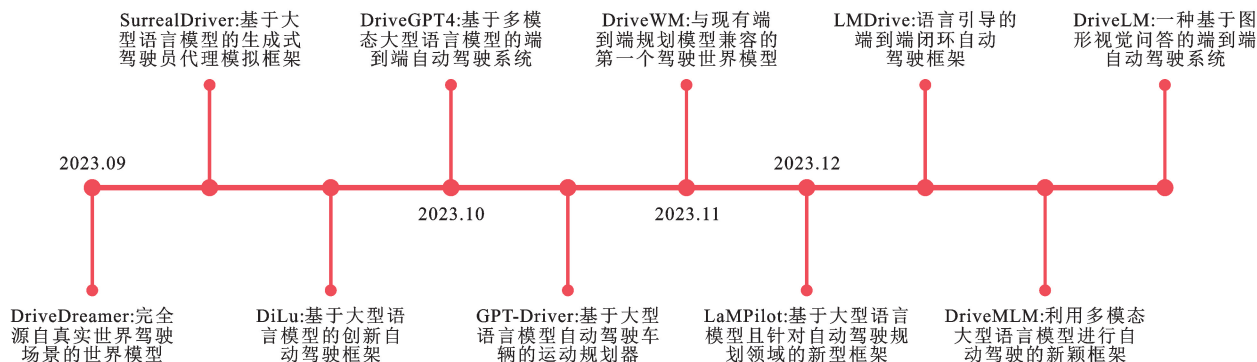 SurrealDriver:基于大
型语言模型的生成式
驾驶员代理模拟框架
DriveGPT4:基于多模
态大型语言模型的端
到端自动驾驶系统
DriveWM:与现有端
到端规划模型兼容的
第一个驾驶世界模型
LMDrive:语言引导的
端到端闭环自动
驾驶框架
DriveLM:一种基于图
形视觉问答的端到端
自动驾驶系统
2023.09
2023.10
2023.11
2023.12
DriveDreamer:完全
源自真实世界驾驶
场景的世界模型
DiLu:基于大型语
言模型的创新自
动驾驶框架
GPT-Driver:基于大型
语言模型自动驾驶车
辆的运动规划器
LaMPilot:基于大型语言
模型且针对自动驾驶规
划领域的新型框架
DriveMLM:利用多模态
大型语言模型进行自
动驾驶的新颖框架